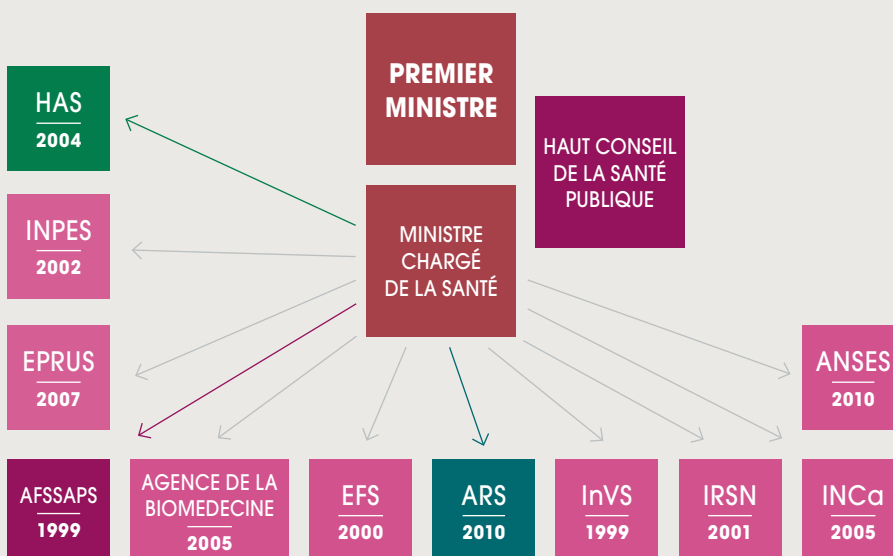 PREMIER
MINISTRE
HAS
2004
HAUT CONSEIL
DE LA SANTÉ
PUBLIQUE
INPES
2002
MINISTRE
CHARGÉ
DE LA SANTÉ
EPRUS
2007
ANSES
2010
AFSSAPS
1999
AGENCE DE LA
BIOMEDECINE
2005
EFS
2000
ARS
2010
InVS
1999
IRSN
2001
INCa
2005